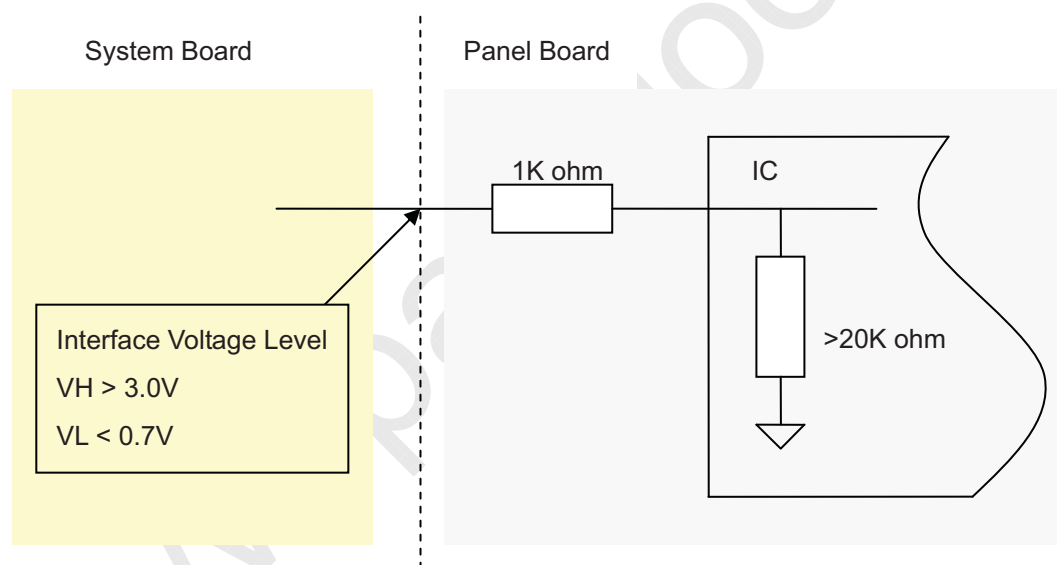 System Board
Panel Board
1K ohm
IC
Interface Voltage Level
VH > 3.0V
VL < 0.7V
>20K ohm